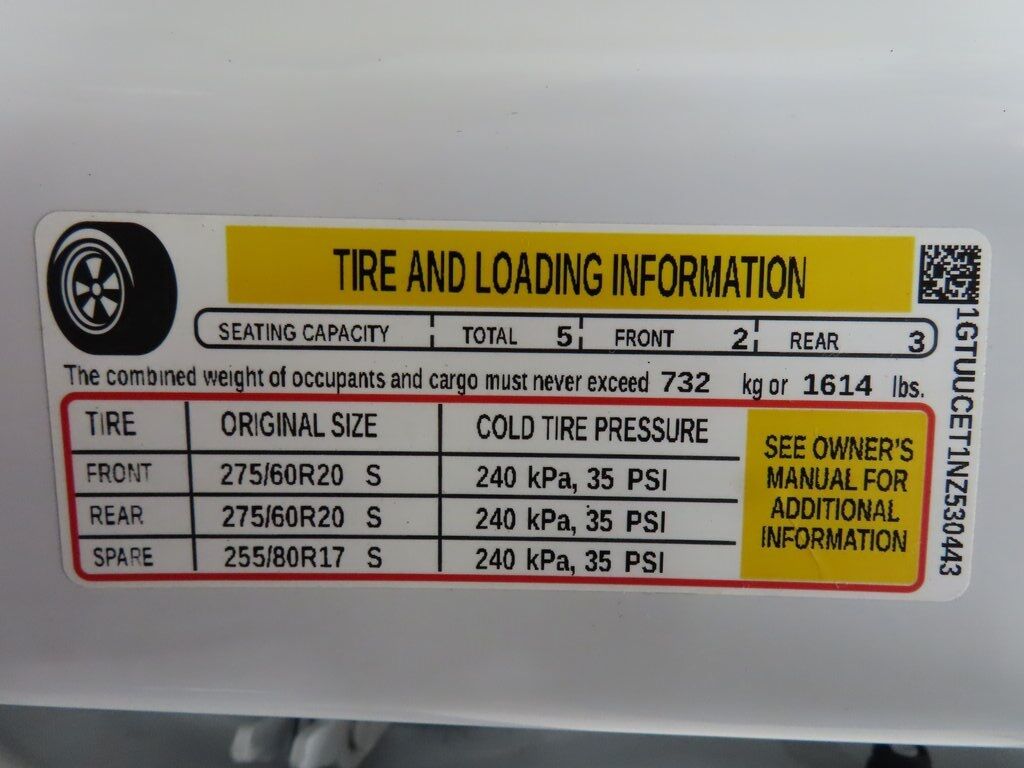 TIRE AND LOADING INFORMATION
SEATING CAPACITY TOTAL 5 FRONT 2 REAR 3
The combined weight of occupants and cargo must never exceed 732 kg or 1614 lbs.
TIRE ORIGINAL SIZE COLD TIRE PRESSURE
FRONT 275/60R20 S 240 kPa, 35 PSI
REAR 275/60R20 S 240 kPa, 35 PSI
SPARE 255/80R17 S 240 kPa, 35 PSI
SEE OWNER'S
MANUAL FOR
ADDITIONAL
INFORMATION
1GTUUCET1NZ530443